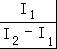 I₁
I₂ - I₁